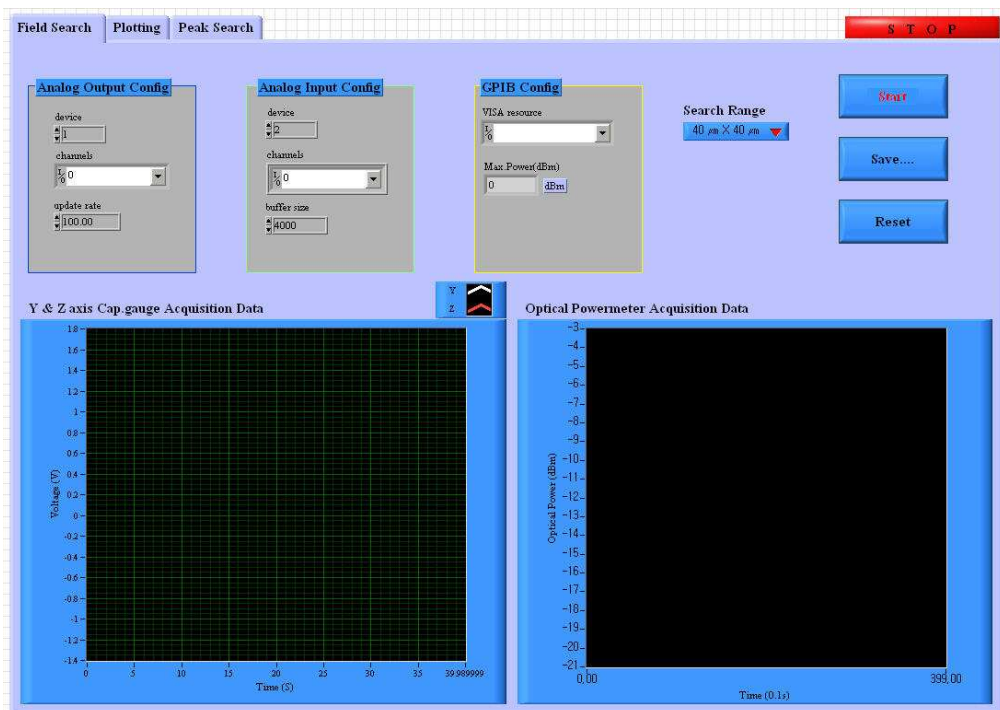 Field Search Plotting Peak Search
S T O P
Analog Output Config
device
1
channels
I/O 0
update rate
100.00
Analog Input Config
device
2
channels
I/O 0
buffer size
4000
GPIB Config
VISA resource
I/O
Max.Power(dBm)
0 dBm
Search Range
40 μm X 40 μm
Start
Save....
Reset
Y & Z axis Cap.gauge Acquisition Data
Y
Z
1.8
1.6
1.4
1.2
1
0.8
0.6
0.4
0.2
0
-0.2
-0.4
-0.6
-0.8
-1
-1.2
-1.4
Voltage (V)
0 5 10 15 20 25 30 35 39.989999
Time (S)
Optical Powermeter Acquisition Data
-3
-4
-5
-6
-7
-8
-9
-10
-11
-12
-13
-14
-15
-16
-17
-18
-19
-20
-21
Optical Power (dBm)
0,00 399,00
Time (0.1s)